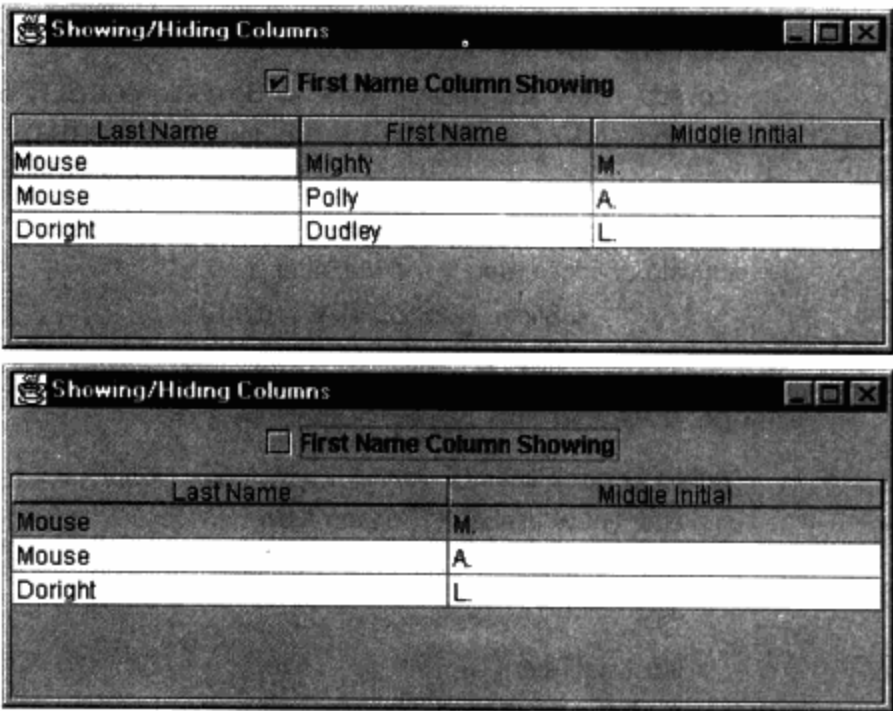 Showing/Hiding Columns
First Name Column Showing
Last Name First Name Middle Initial
Mouse Mighty M.
Mouse Polly A.
Doright Dudley L.
Showing/Hiding Columns
First Name Column Showing
Last Name Middle Initial
Mouse M.
Mouse A.
Doright L.